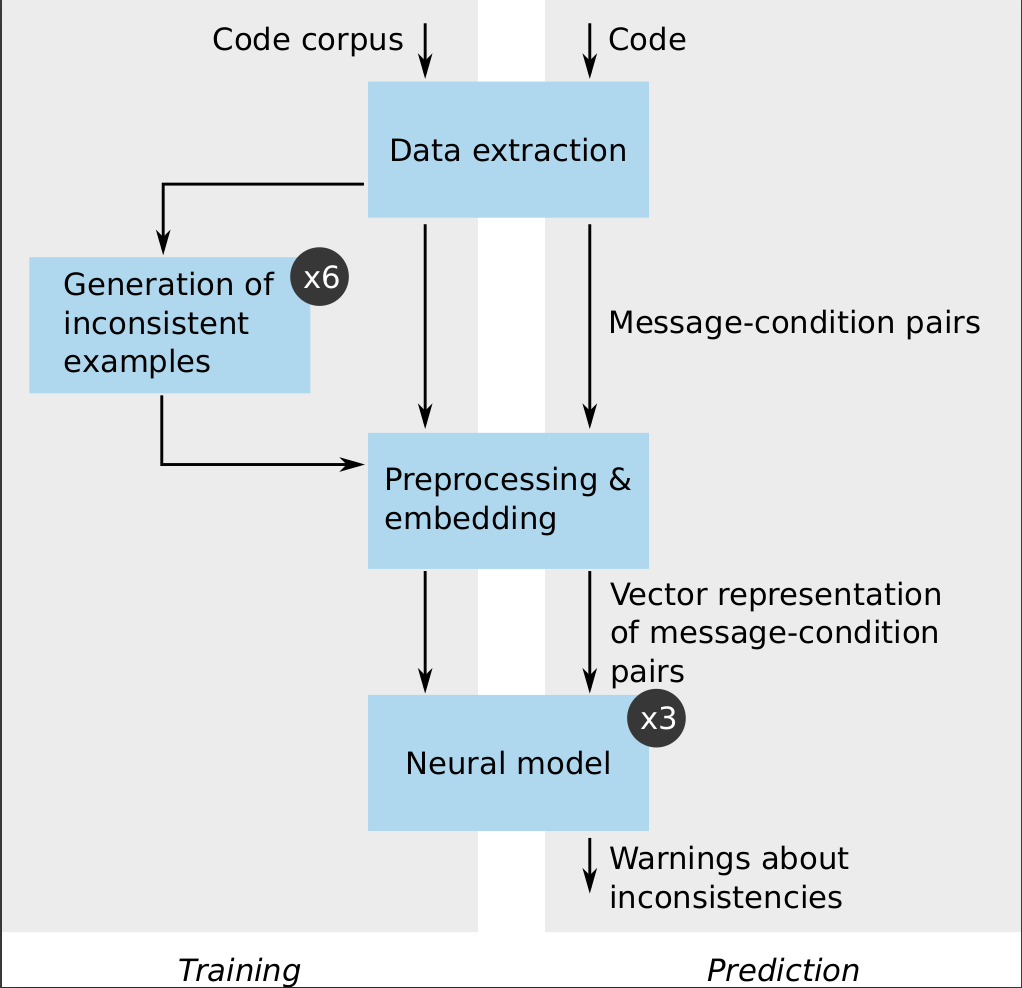 Code corpus
Code
Data extraction
Generation of
inconsistent
examples
x6
Message-condition pairs
Preprocessing &
embedding
Vector representation
of message-condition
pairs
x3
Neural model
Warnings about
inconsistencies
Training
Prediction